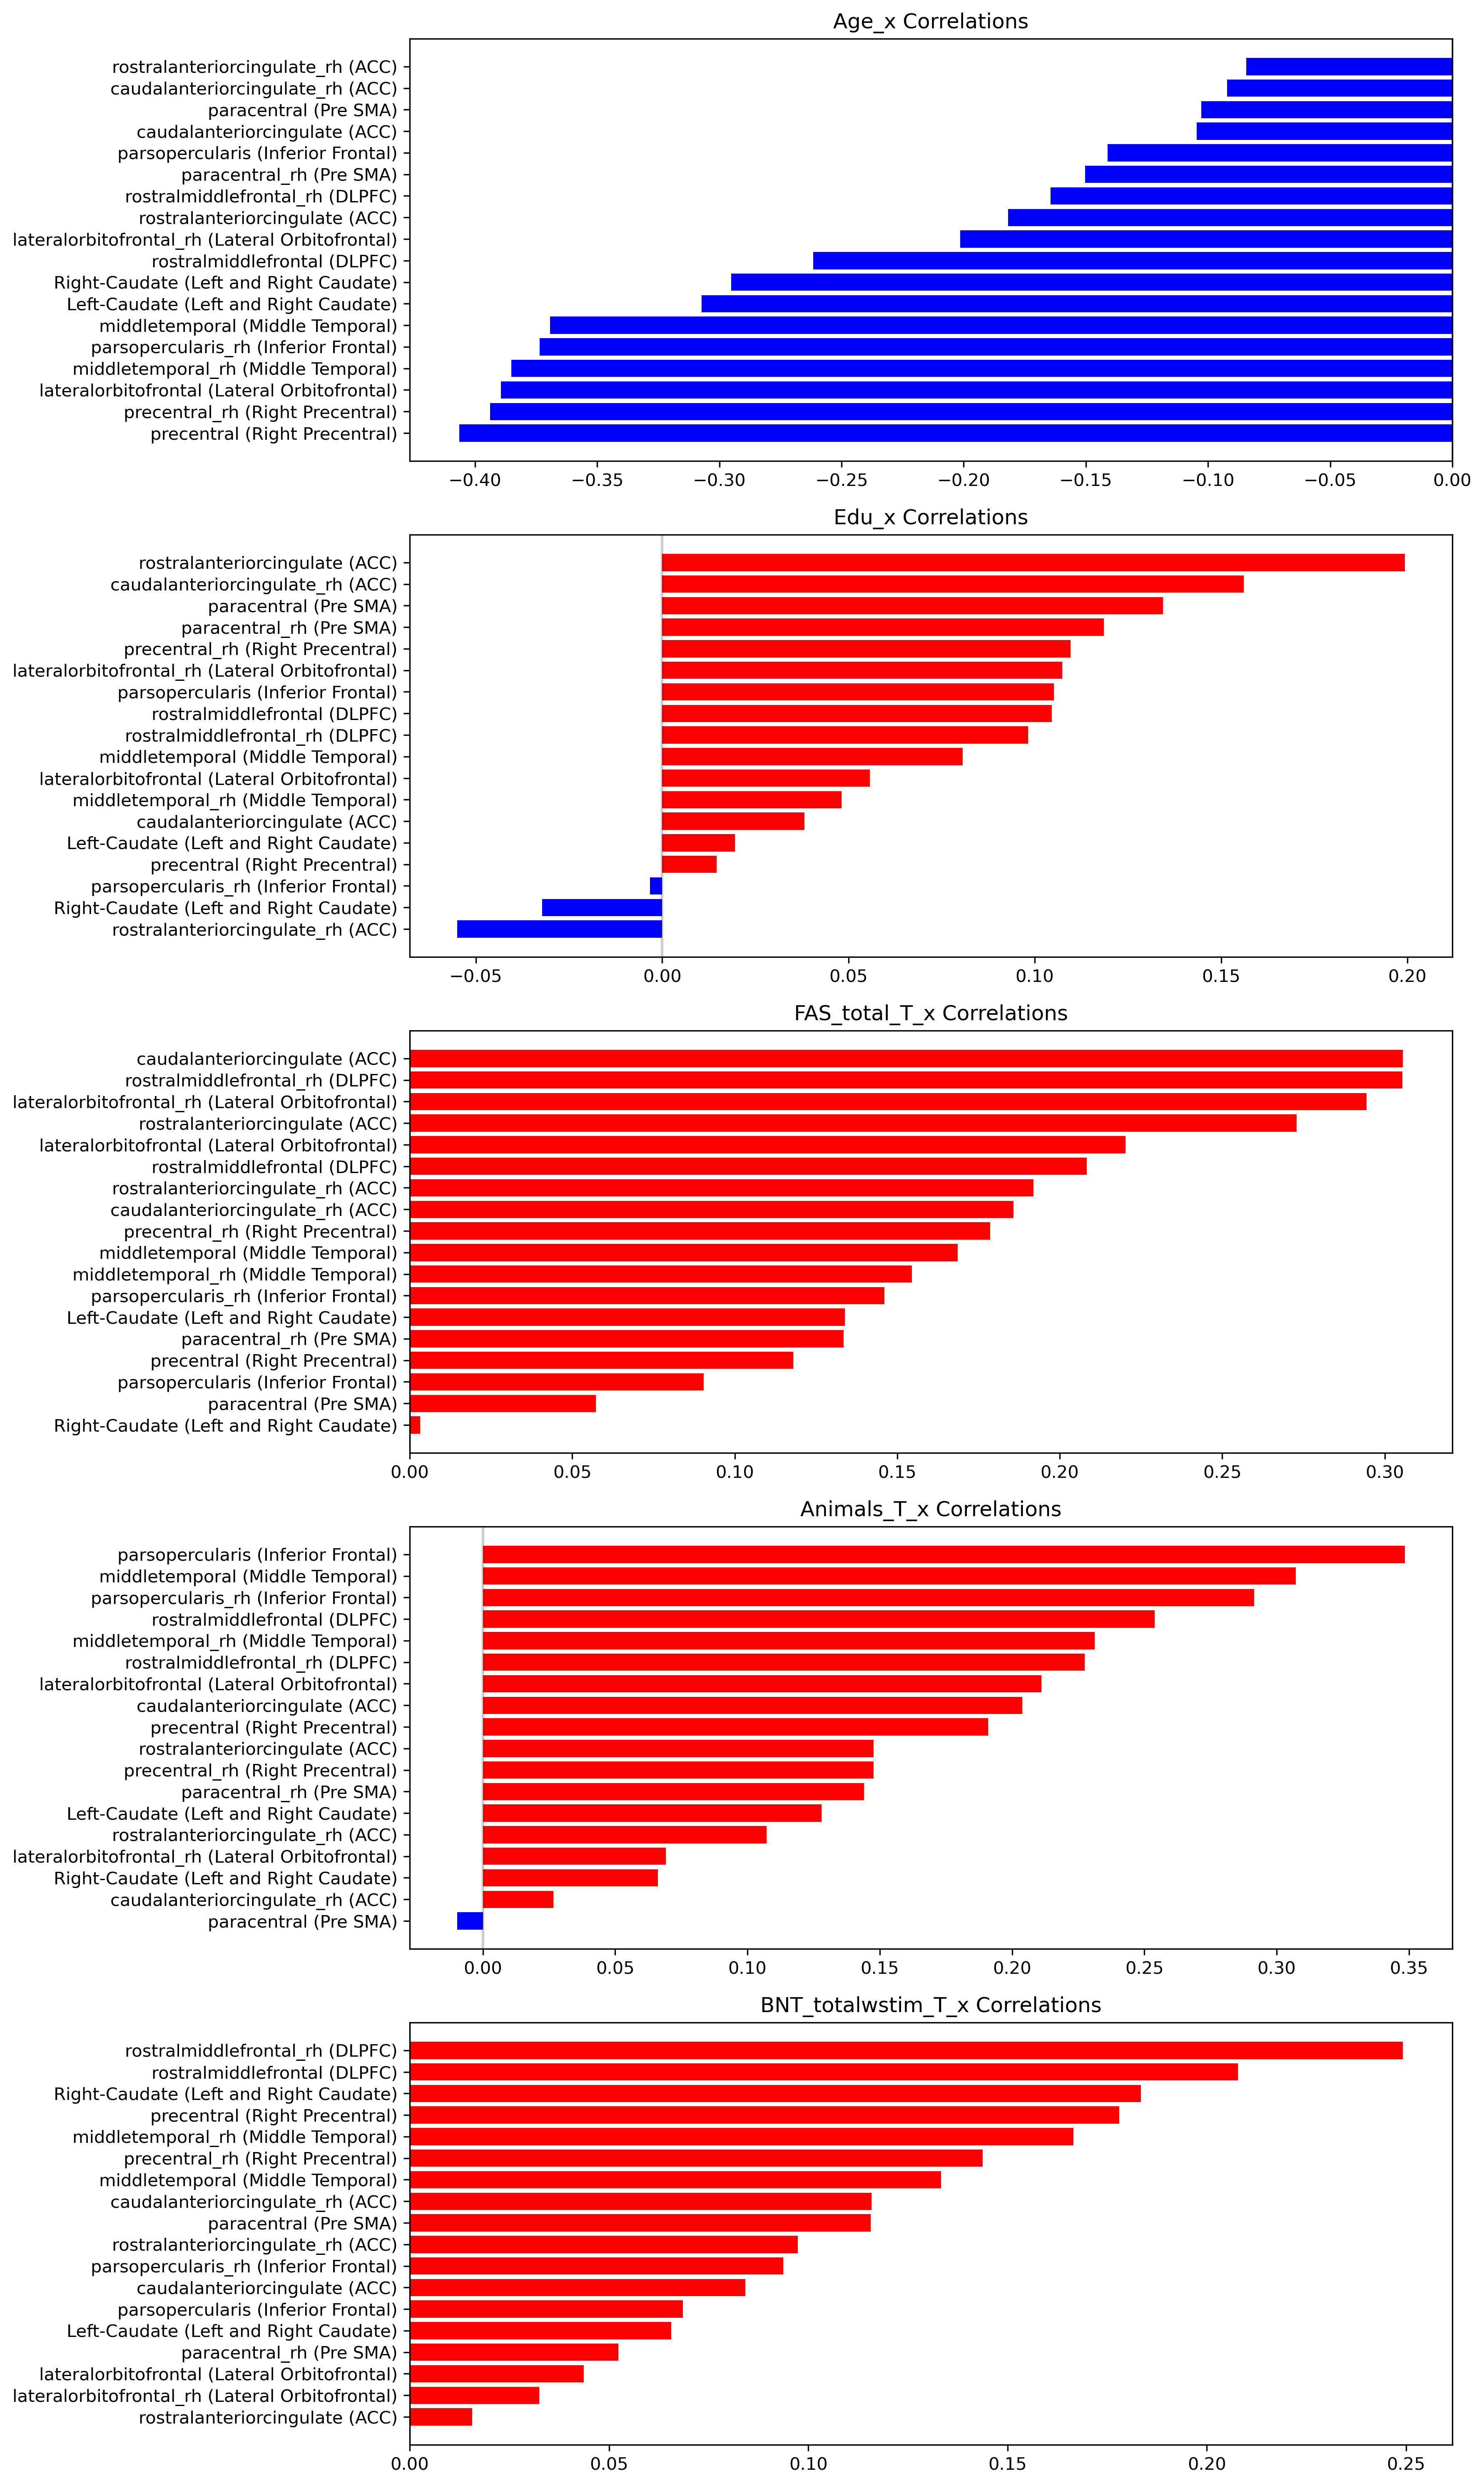 Age_x Correlations
rostralanteriorcingulate_rh (ACC)
caudalanteriorcingulate_rh (ACC)
paracentral (Pre SMA)
caudalanteriorcingulate (ACC)
parsopercularis (Inferior Frontal)
paracentral_rh (Pre SMA)
rostralmiddlefrontal_rh (DLPFC)
rostralanteriorcingulate (ACC)
lateralorbitofrontal_rh (Lateral Orbitofrontal)
rostralmiddlefrontal (DLPFC)
Right-Caudate (Left and Right Caudate)
Left-Caudate (Left and Right Caudate)
middletemporal (Middle Temporal)
parsopercularis_rh (Inferior Frontal)
middletemporal_rh (Middle Temporal)
lateralorbitofrontal (Lateral Orbitofrontal)
precentral_rh (Right Precentral)
precentral (Right Precentral)
−0.40 −0.35 −0.30 −0.25 −0.20 −0.15 −0.10 −0.05 0.00
Edu_x Correlations
rostralanteriorcingulate (ACC)
caudalanteriorcingulate_rh (ACC)
paracentral (Pre SMA)
paracentral_rh (Pre SMA)
precentral_rh (Right Precentral)
lateralorbitofrontal_rh (Lateral Orbitofrontal)
parsopercularis (Inferior Frontal)
rostralmiddlefrontal (DLPFC)
rostralmiddlefrontal_rh (DLPFC)
middletemporal (Middle Temporal)
lateralorbitofrontal (Lateral Orbitofrontal)
middletemporal_rh (Middle Temporal)
caudalanteriorcingulate (ACC)
Left-Caudate (Left and Right Caudate)
precentral (Right Precentral)
parsopercularis_rh (Inferior Frontal)
Right-Caudate (Left and Right Caudate)
rostralanteriorcingulate_rh (ACC)
−0.05 0.00 0.05 0.10 0.15 0.20
FAS_total_T_x Correlations
caudalanteriorcingulate (ACC)
rostralmiddlefrontal_rh (DLPFC)
lateralorbitofrontal_rh (Lateral Orbitofrontal)
rostralanteriorcingulate (ACC)
lateralorbitofrontal (Lateral Orbitofrontal)
rostralmiddlefrontal (DLPFC)
rostralanteriorcingulate_rh (ACC)
caudalanteriorcingulate_rh (ACC)
precentral_rh (Right Precentral)
middletemporal (Middle Temporal)
middletemporal_rh (Middle Temporal)
parsopercularis_rh (Inferior Frontal)
Left-Caudate (Left and Right Caudate)
paracentral_rh (Pre SMA)
precentral (Right Precentral)
parsopercularis (Inferior Frontal)
paracentral (Pre SMA)
Right-Caudate (Left and Right Caudate)
0.00 0.05 0.10 0.15 0.20 0.25 0.30
Animals_T_x Correlations
parsopercularis (Inferior Frontal)
middletemporal (Middle Temporal)
parsopercularis_rh (Inferior Frontal)
rostralmiddlefrontal (DLPFC)
middletemporal_rh (Middle Temporal)
rostralmiddlefrontal_rh (DLPFC)
lateralorbitofrontal (Lateral Orbitofrontal)
caudalanteriorcingulate (ACC)
precentral (Right Precentral)
rostralanteriorcingulate (ACC)
precentral_rh (Right Precentral)
paracentral_rh (Pre SMA)
Left-Caudate (Left and Right Caudate)
rostralanteriorcingulate_rh (ACC)
lateralorbitofrontal_rh (Lateral Orbitofrontal)
Right-Caudate (Left and Right Caudate)
caudalanteriorcingulate_rh (ACC)
paracentral (Pre SMA)
0.00 0.05 0.10 0.15 0.20 0.25 0.30 0.35
BNT_totalwstim_T_x Correlations
rostralmiddlefrontal_rh (DLPFC)
rostralmiddlefrontal (DLPFC)
Right-Caudate (Left and Right Caudate)
precentral (Right Precentral)
middletemporal_rh (Middle Temporal)
precentral_rh (Right Precentral)
middletemporal (Middle Temporal)
caudalanteriorcingulate_rh (ACC)
paracentral (Pre SMA)
rostralanteriorcingulate_rh (ACC)
parsopercularis_rh (Inferior Frontal)
caudalanteriorcingulate (ACC)
parsopercularis (Inferior Frontal)
Left-Caudate (Left and Right Caudate)
paracentral_rh (Pre SMA)
lateralorbitofrontal (Lateral Orbitofrontal)
lateralorbitofrontal_rh (Lateral Orbitofrontal)
rostralanteriorcingulate (ACC)
0.00 0.05 0.10 0.15 0.20 0.25